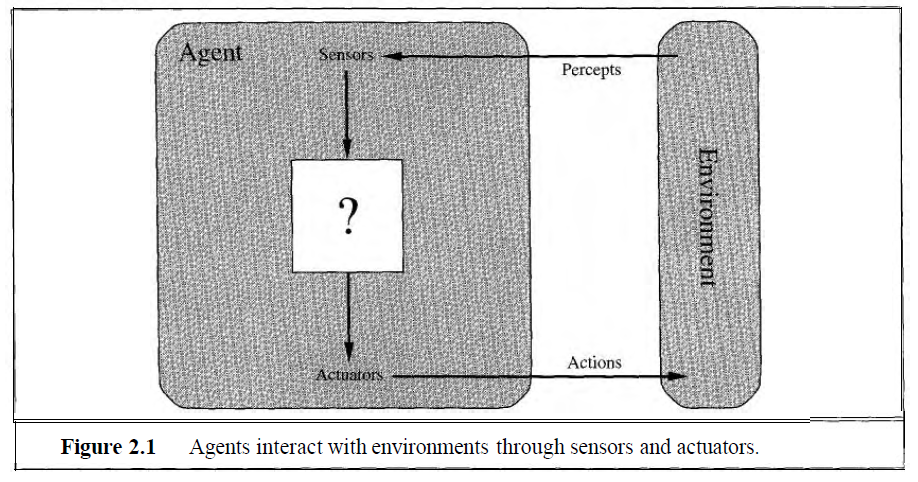 Agent
Sensors
Percepts
Environment
?
Actuators
Actions
Figure 2.1 Agents interact with environments through sensors and actuators.